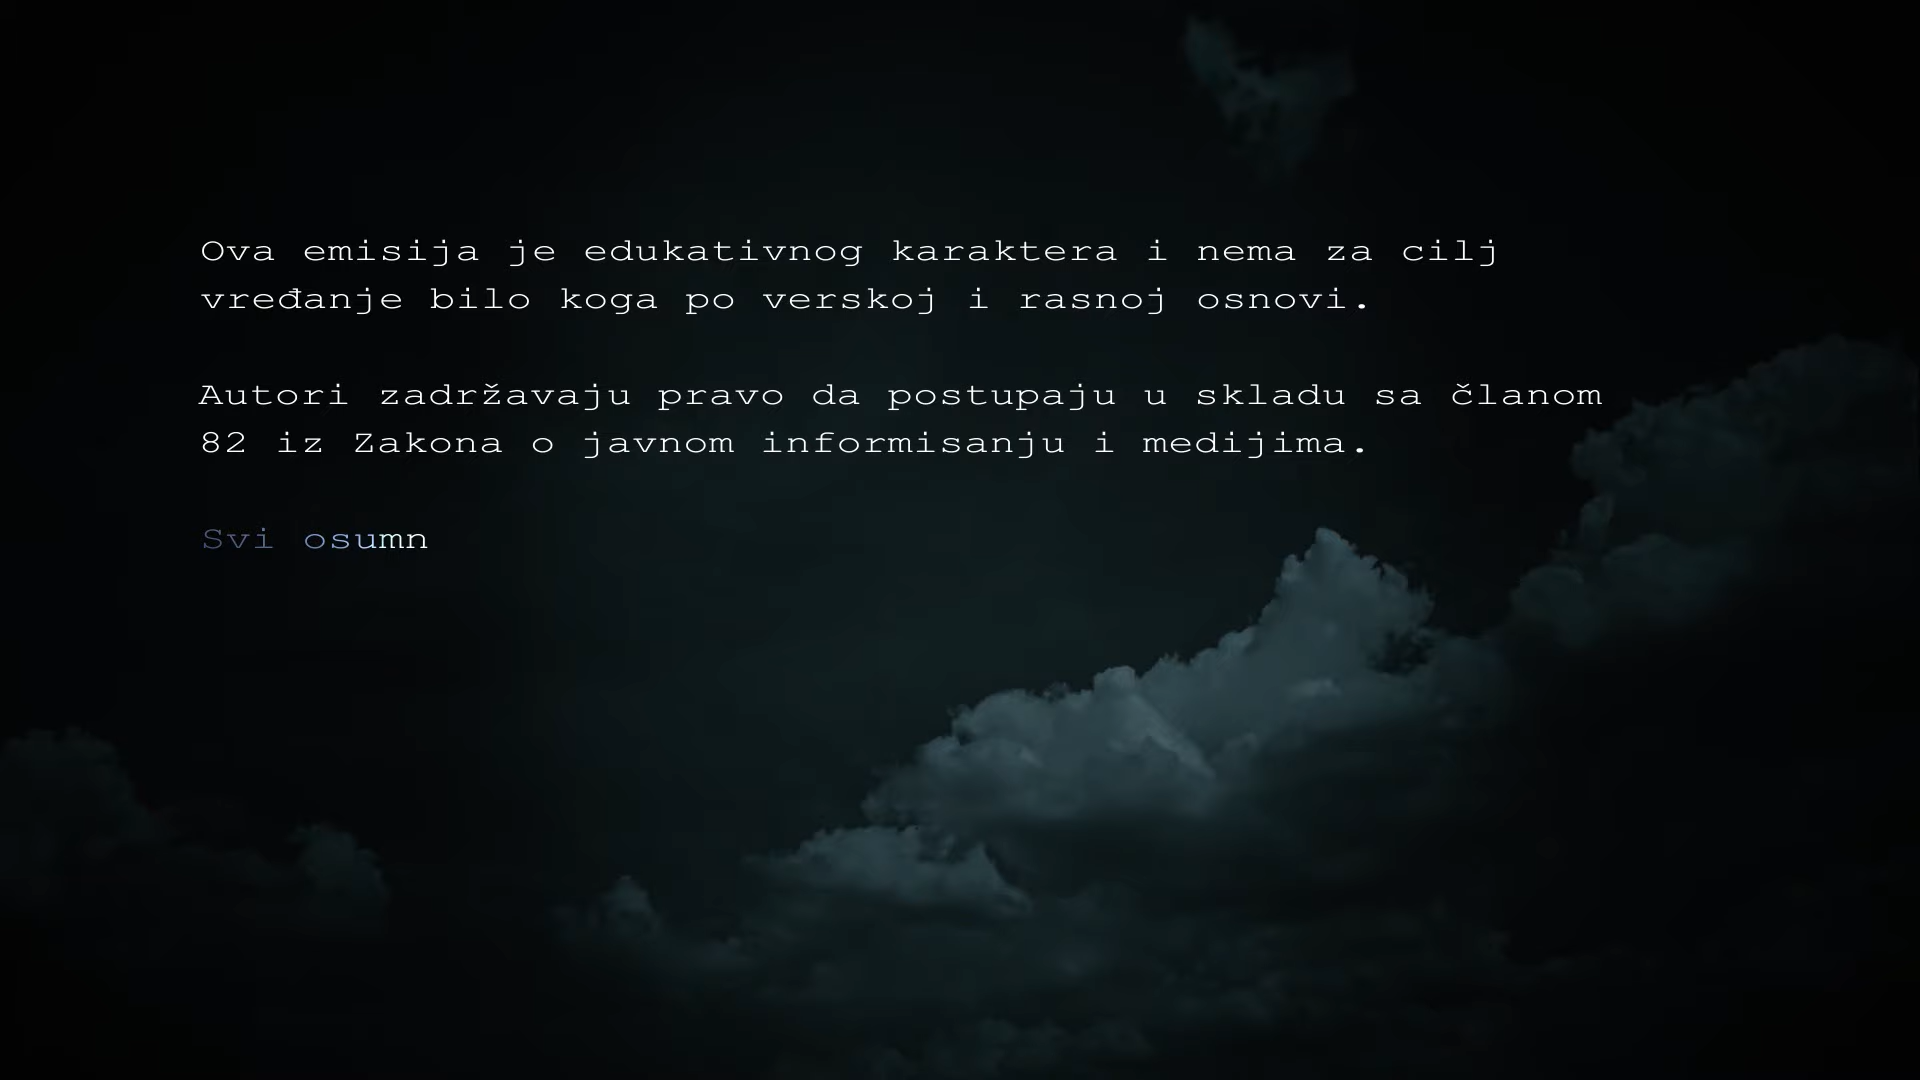 Ova emisija je edukativnog karaktera i nema za cilj
vređanje bilo koga po verskoj i rasnoj osnovi.
Autori zadržavaju pravo da postupaju u skladu sa članom
82 iz Zakona o javnom informisanju i medijima.
Svi osumn